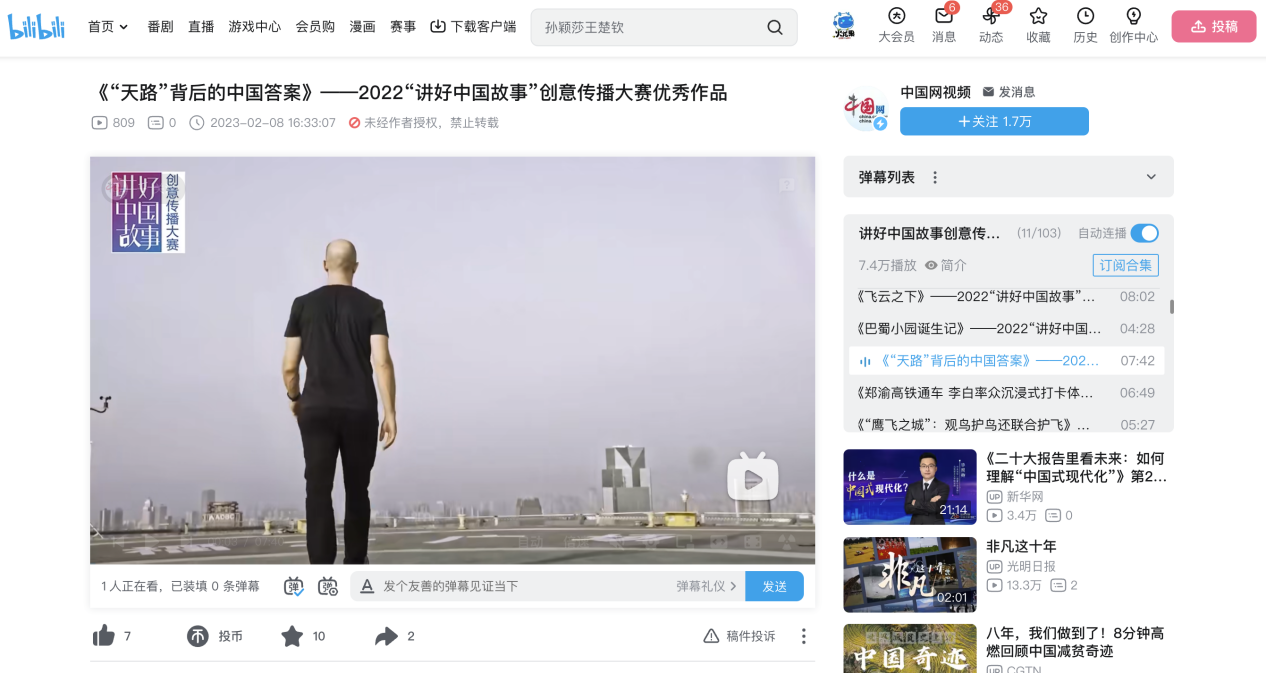 bilibili
首页 番剧 直播 游戏中心 会员购 漫画 赛事 下载客户端
孙颖莎王楚钦
大会员
6
消息
36
动态
收藏
历史
创作中心
投稿
《“天路”背后的中国答案》——2022“讲好中国故事”创意传播大赛优秀作品
809 0 2023-02-08 16:33:07 未经作者授权，禁止转载
讲好
中国
故事
创意传播大赛
1人正在看，已装填 0 条弹幕
弹
弹
A 发个友善的弹幕见证当下
弹幕礼仪
发送
7 投币 10 2
稿件投诉
中国网
中国网视频 发消息
+关注 1.7万
弹幕列表
讲好中国故事创意传... (11/103) 自动连播
7.4万播放 简介 订阅合集
《飞云之下》——2022“讲好中国故事”... 08:02
《巴蜀小园诞生记》——2022“讲好中国... 04:28
《“天路”背后的中国答案》——202... 07:42
《郑渝高铁通车 李白率众沉浸式打卡体... 06:49
《“鹰飞之城”：观鸟护鸟还联合护飞》... 05:27
什么是
中国式现代化？
21:14
《二十大报告里看未来：如何
理解“中国式现代化”》第2...
UP 新华网
3.4万 0
这十年
非凡
02:01
非凡这十年
UP 光明日报
13.3万 2
中国奇迹
八年，我们做到了！8分钟高
燃回顾中国减贫奇迹
UP CGTN